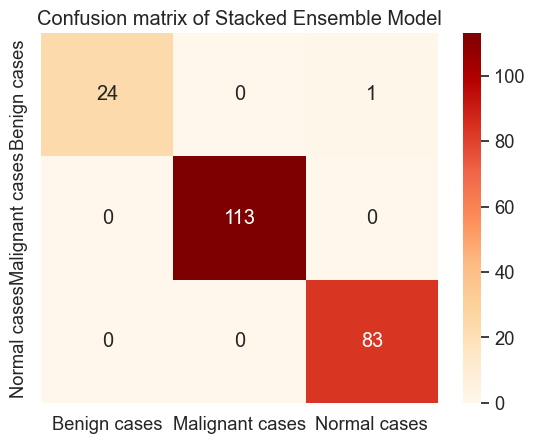 Confusion matrix of Stacked Ensemble Model
Benign cases
Malignant cases
Normal cases
24 0 1
0 113 0
0 0 83
Benign cases Malignant cases Normal cases
100
80
60
40
20
0